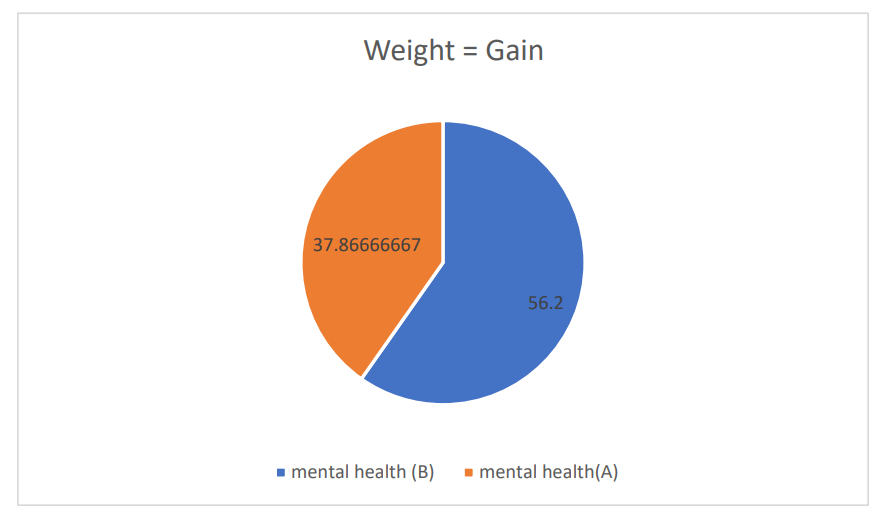 Weight = Gain
37.86666667
56.2
mental health (B)
mental health(A)